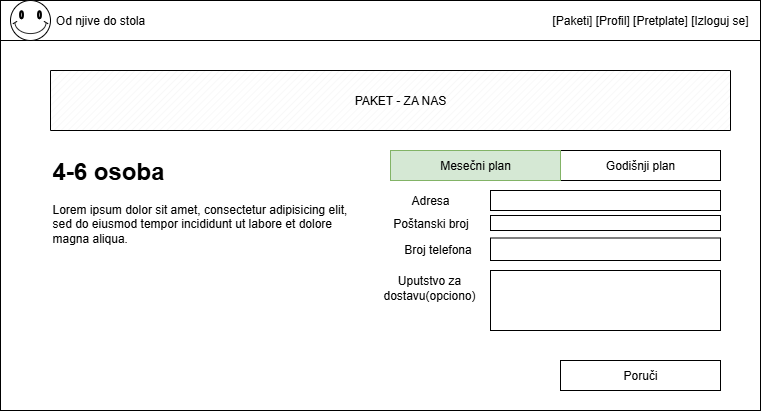 Od njive do stola
[Paketi] [Profil] [Pretplate] [Izloguj se]
PAKET - ZA NAS
4-6 osoba
Lorem ipsum dolor sit amet, consectetur adipisicing elit,
sed do eiusmod tempor incididunt ut labore et dolore
magna aliqua.
Mesečni plan
Godišnji plan
Adresa
Poštanski broj
Broj telefona
Uputstvo za
dostavu(opciono)
Poruči